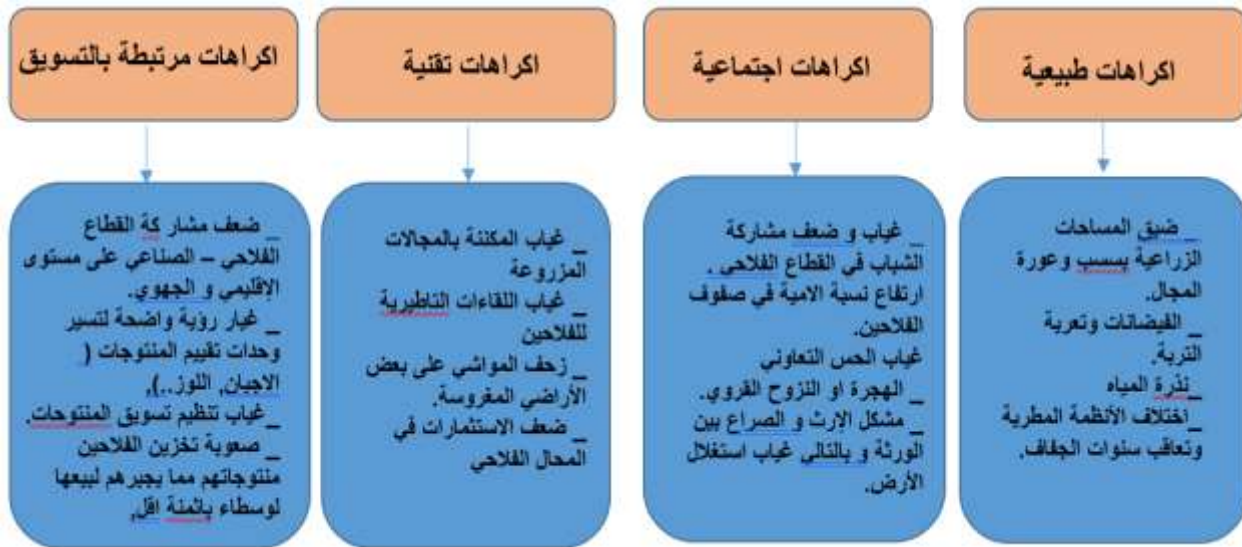 اكراهات طبيعية
اكراهات اجتماعية
اكراهات تقنية
اكراهات مرتبطة بالتسويق
_ ضيق المساحات
الزراعية بسبب وعورة
المجال.
_ الفيضانات وتعرية
التربة.
_ نذرة المياه
_ اختلاف الأنظمة المطرية
وتعاقب سنوات الجفاف.
_ غياب و ضعف مشاركة
الشباب في القطاع الفلاحي .
ارتفاع نسبة الامية في صفوف
الفلاحين.
غياب الحس التعاوني
_ الهجرة او النزوح القروي.
_ مشكل الارث و الصراع بين
الورثة و بالتالي غياب استغلال
الأرض.
_ غياب المكننة بالمجالات
المزروعة
_ غياب اللقاءات التاطيرية
للفلاحين
_ زحف المواشي على بعض
الأراضي المغروسة.
_ ضعف الاستثمارات في
المجال الفلاحي
_ ضعف مشار كة القطاع
الفلاحي – الصناعي على مستوى
الإقليمي و الجهوي.
_ غيار رؤية واضحة لتسير
وحدات تقييم المنتوجات (
الاجبان, اللوز..),
_ غياب تنظيم تسويق المنتوجات.
_ صعوبة تخزين الفلاحين
منتوجاتهم مما يجبرهم لبيعها
لوسطاء باثمنة اقل,